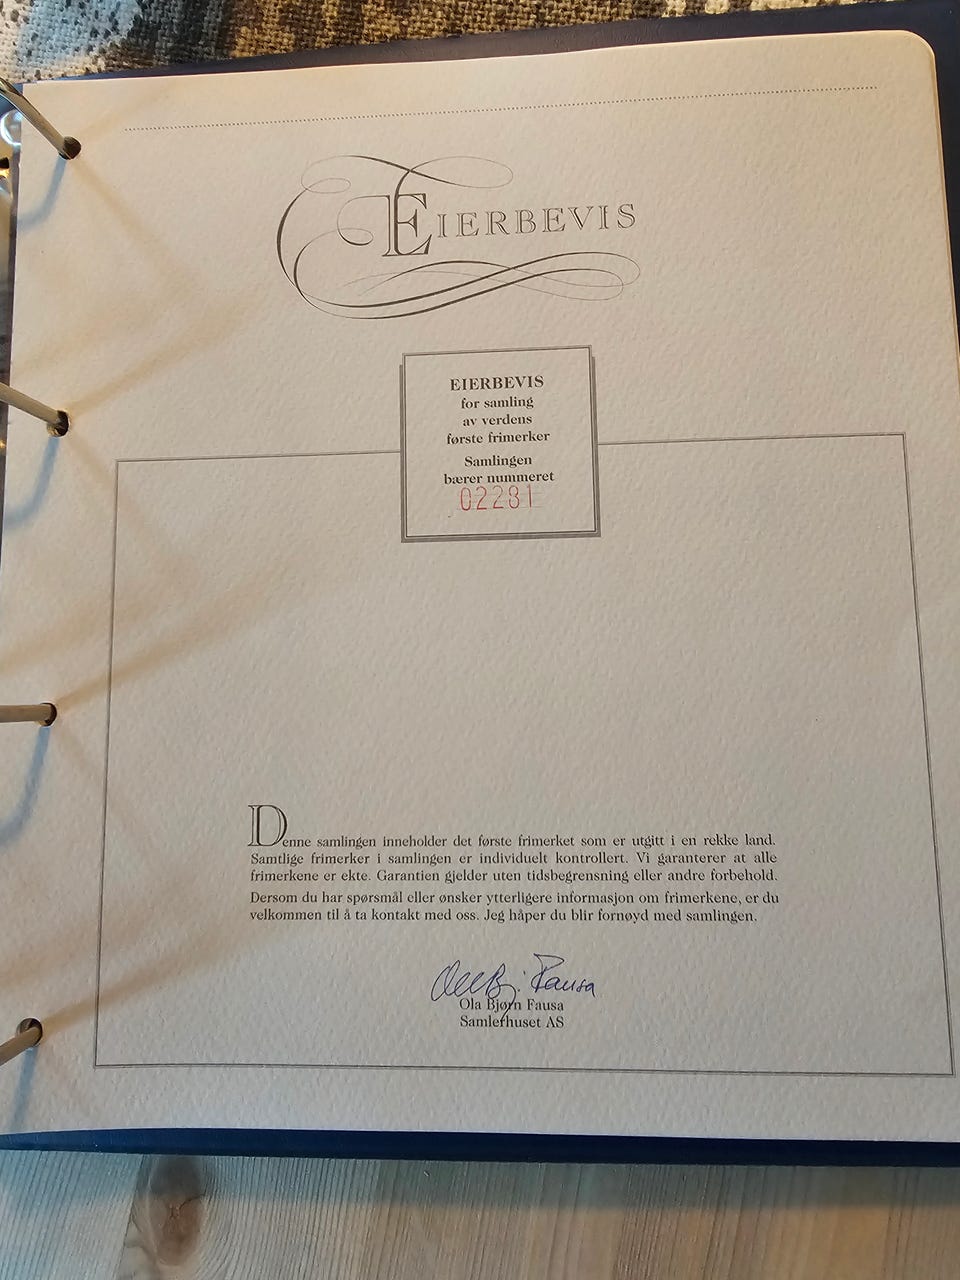 EIERBEVIS
EIERBEVIS
for samling
av verdens
første frimerker
Samlingen
bærer nummeret
02281
Denne samlingen inneholder det første frimerket som er utgitt i en rekke land.
Samtlige frimerker i samlingen er individuelt kontrollert. Vi garanterer at alle
frimerkene er ekte. Garantien gjelder uten tidsbegrensning eller andre forbehold.
Dersom du har spørsmål eller ønsker ytterligere informasjon om frimerkene, er du
velkommen til å ta kontakt med oss. Jeg håper du blir fornøyd med samlingen.
Ola Bj. Fausa
Ola Bjørn Fausa
Samlerhuset AS